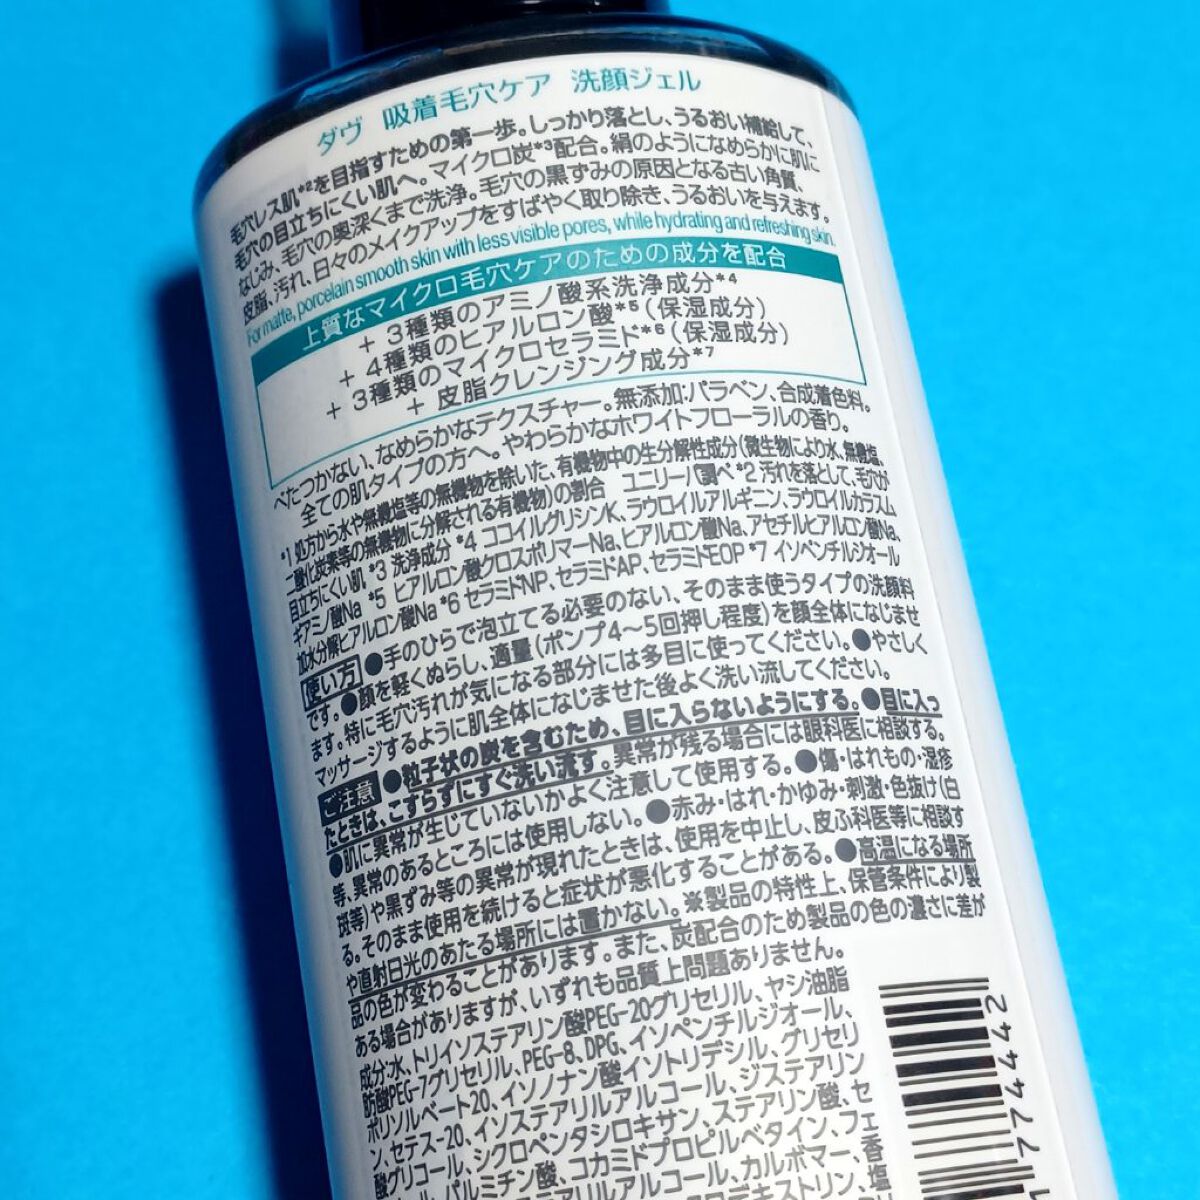 ダヴ 吸着毛穴ケア 洗顔ジェル
毛穴レス肌*2を目指すための第一歩。しっかり落とし、うるおい補給して、
毛穴の目立ちにくい肌へ。マイクロ炭*3配合。絹のようになめらかに肌に
なじみ、毛穴の奥深くまで洗浄。毛穴の黒ずみの原因となる古い角質、
皮脂、汚れ、日々のメイクアップをすばやく取り除き、うるおいを与えます。
For matte, porcelain smooth skin with less visible pores, while hydrating and refreshing skin.
上質なマイクロ毛穴ケアのための成分を配合
+ 3種類のアミノ酸系洗浄成分*4
+ 4種類のヒアルロン酸*5(保湿成分)
+ 3種類のマイクロセラミド*6(保湿成分)
+ 皮脂クレンジング成分*7
べたつかない、なめらかなテクスチャー。無添加:パラベン、合成着色料。
全ての肌タイプの方へ。やわらかなホワイトフローラルの香り。
*1 処方から水や無機塩等の無機物を除いた、有機物中の生分解性成分(微生物により水、無機塩、
二酸化炭素等の無機物に分解される有機物)の割合 ユニリーバ調べ *2 汚れを落として、毛穴が
目立ちにくい肌 *3 洗浄成分 *4 ココイルグリシンK、ラウロイルアルギニン、ラウロイルカラスム
ギアミノ酸Na *5 ヒアルロン酸クロスポリマーNa、ヒアルロン酸Na、アセチルヒアルロン酸Na、
加水分解ヒアルロン酸Na *6 セラミドNP、セラミドAP、セラミドEOP *7 イソペンチルジオール
使い方 ●手のひらで泡立てる必要のない、そのまま使うタイプの洗顔料
です。●顔を軽くぬらし、適量(ポンプ4〜5回押し程度)を顔全体になじませ
ます。特に毛穴汚れが気になる部分には多目に使ってください。●やさしく
マッサージするように肌全体になじませた後よく洗い流してください。
ご注意 ●粒子状の炭を含むため、目に入らないようにする。●目に入っ
たときは、こすらずにすぐ洗い流す。異常が残る場合には眼科医に相談する。
●肌に異常が生じていないかよく注意して使用する。●傷・はれもの・湿疹
等、異常のあるところには使用しない。●赤み・はれ・かゆみ・刺激・色抜け(白
斑等)や黒ずみ等の異常が現れたときは、使用を中止し、皮ふ科医等に相談す
る。そのまま使用を続けると症状が悪化することがある。●高温になる場所
や直射日光のあたる場所には置かない。※製品の特性上、保管条件により製
品の色が変わることがあります。また、炭配合のため製品の色の濃さに差が
ある場合がありますが、いずれも品質上問題ありません。
成分:水、トリイソステアリン酸PEG-20グリセリル、ヤシ油脂
肪酸PEG-7グリセリル、PEG-8、DPG、イソペンチルジオール、
ポリソルベート20、イソノナン酸イソトリデシル、グリセリ
ン、セテス-20、イソステアリルアルコール、ジステアリン
酸グリコール、シクロペンタシロキサン、ステアリン酸、セ
パルミチン酸、コカミドプロピルベタイン、フェ
ステアリルアルコール、カルボマー、香
デキストリン、塩